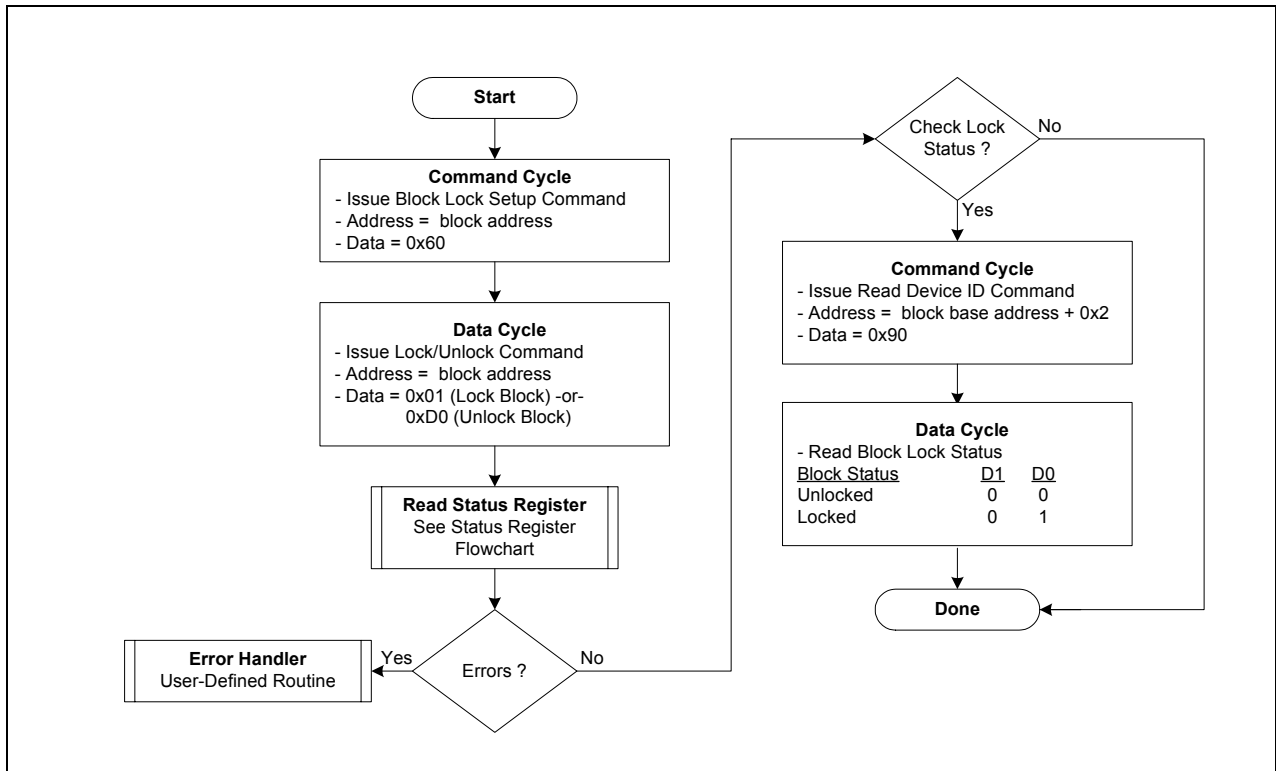 Start
Command Cycle
- Issue Block Lock Setup Command
- Address = block address
- Data = 0x60
Data Cycle
- Issue Lock/Unlock Command
- Address = block address
- Data = 0x01 (Lock Block) -or-
0xD0 (Unlock Block)
Read Status Register
See Status Register
Flowchart
Errors ?
Yes
No
Error Handler
User-Defined Routine
Check Lock
Status ?
No
Yes
Command Cycle
- Issue Read Device ID Command
- Address = block base address + 0x2
- Data = 0x90
Data Cycle
- Read Block Lock Status
Block Status D1 D0
Unlocked 0 0
Locked 0 1
Done